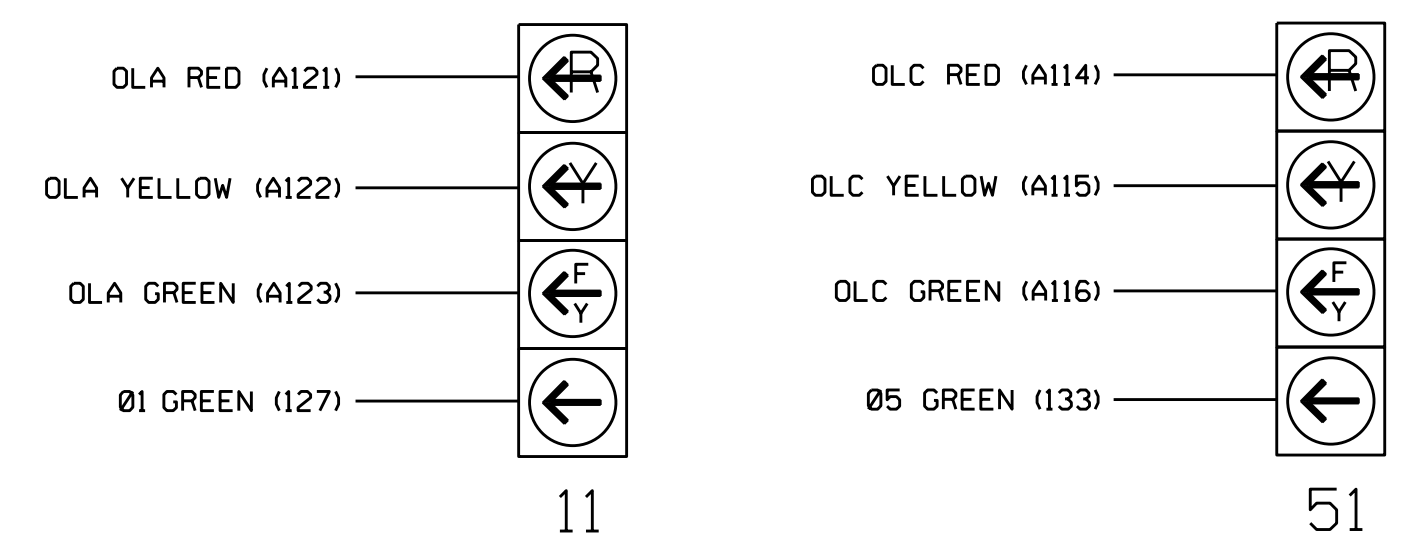 OLA RED (A121)
R
OLA YELLOW (A122)
Y
OLA GREEN (A123)
F
Y
Ø1 GREEN (127)
11
OLC RED (A114)
R
OLC YELLOW (A115)
Y
OLC GREEN (A116)
F
Y
Ø5 GREEN (133)
51